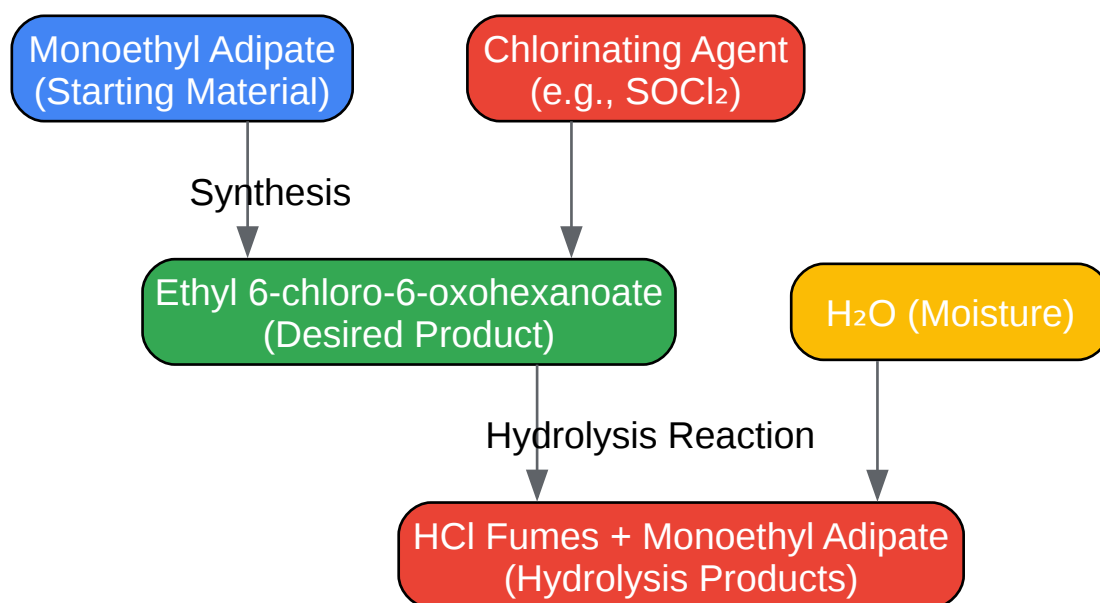 Monoethyl Adipate
(Starting Material)
Chlorinating Agent
(e.g., SOCl₂)
Synthesis
Ethyl 6-chloro-6-oxohexanoate
(Desired Product)
H₂O (Moisture)
Hydrolysis Reaction
HCl Fumes + Monoethyl Adipate
(Hydrolysis Products)